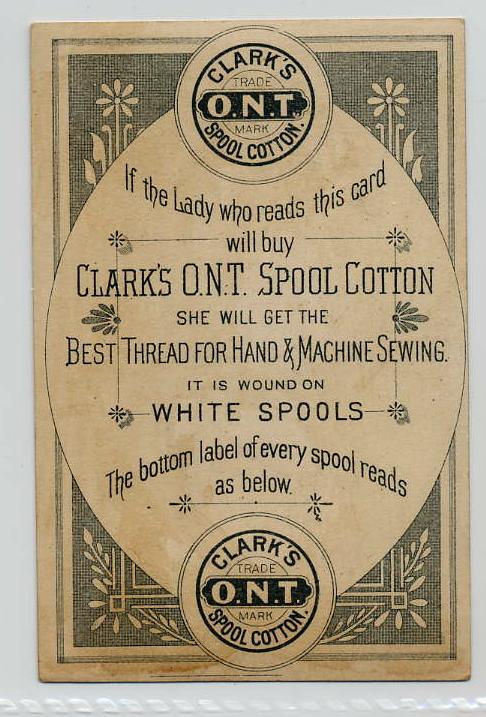 CLARK'S
TRADE
O.N.T.
MARK
SPOOL COTTON.
If the Lady who reads this card
will buy
CLARK'S O.N.T. SPOOL COTTON
SHE WILL GET THE
BEST THREAD FOR HAND & MACHINE SEWING.
IT IS WOUND ON
WHITE SPOOLS
The bottom label of every spool reads
as below.
CLARK'S
TRADE
O.N.T.
MARK
SPOOL COTTON.